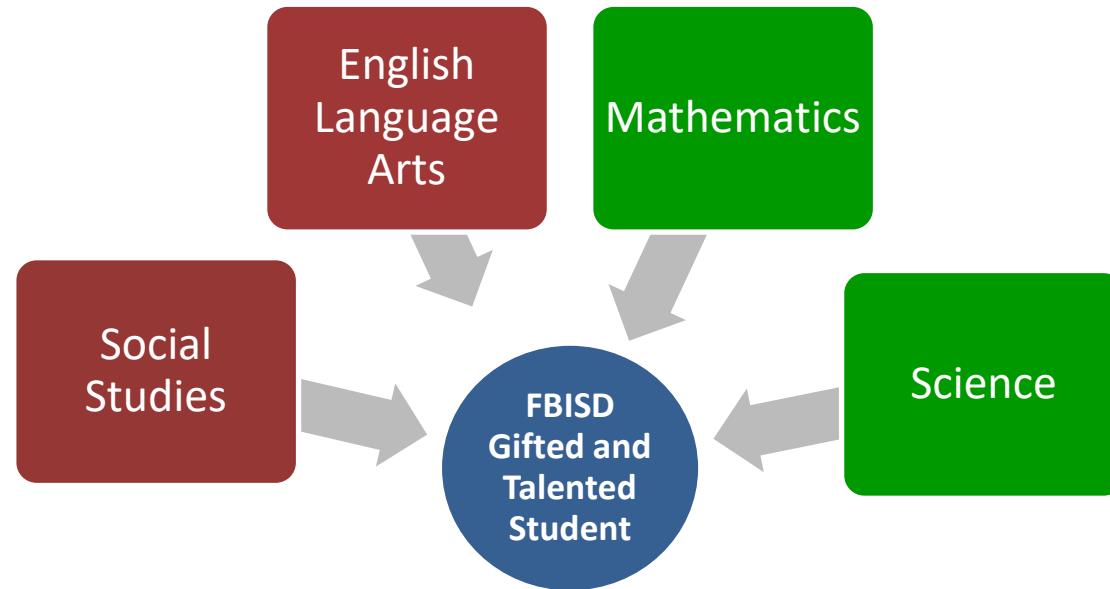 English
Language
Arts
Mathematics
Social
Studies
Science
FBISD
Gifted and
Talented
Student